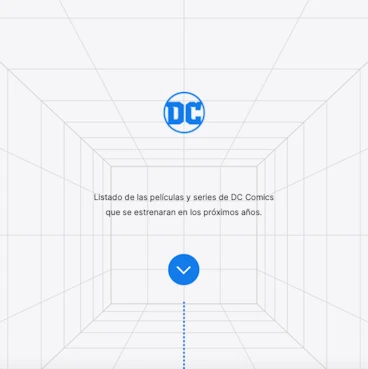 DC
Listado de las películas y series de DC Comics
que se estrenaran en los próximos años.